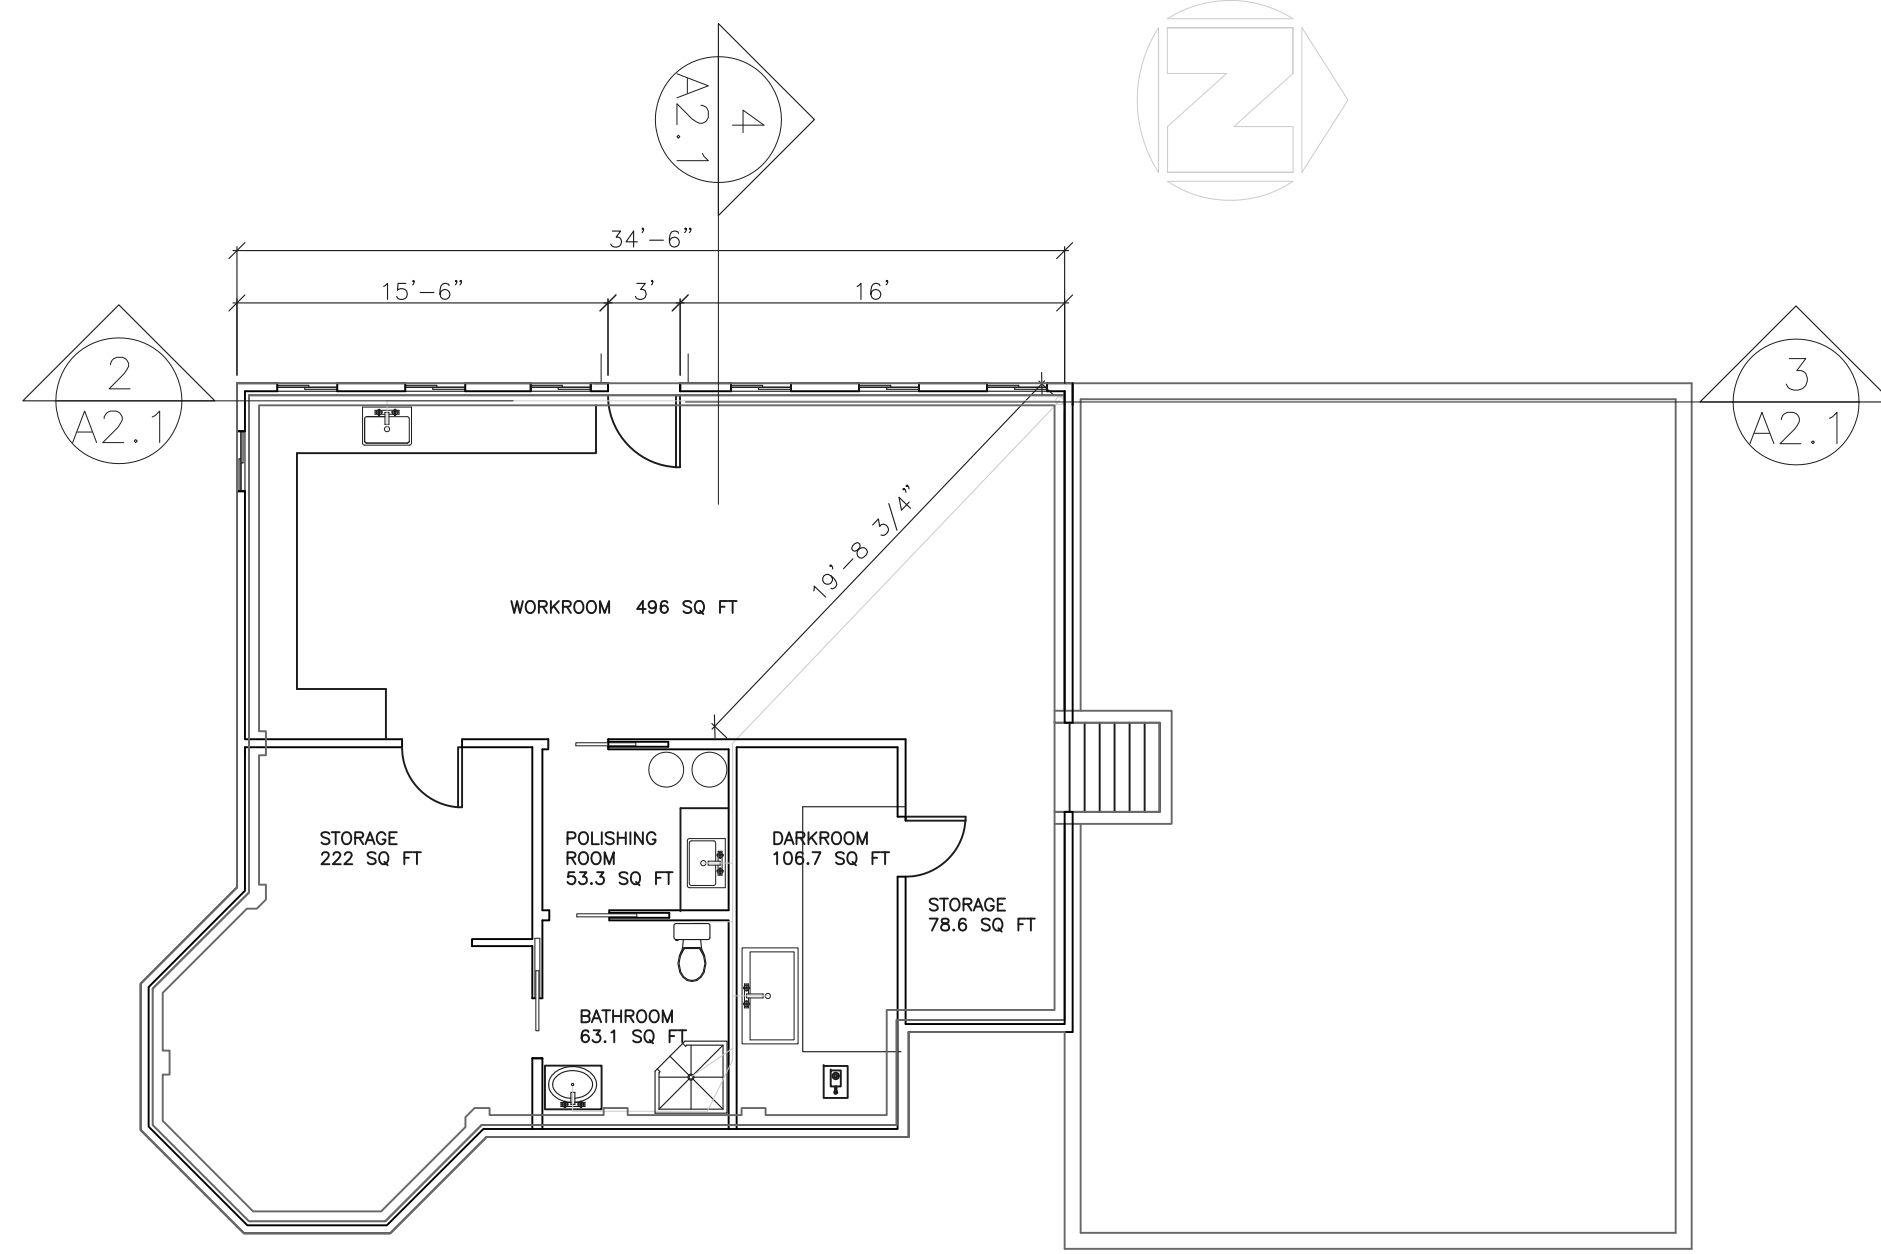 N
4
A2.1
34'-6"
15'-6"
3'
16'
2
A2.1
3
A2.1
19'-8 3/4"
WORKROOM 496 SQ FT
STORAGE
222 SQ FT
POLISHING
ROOM
53.3 SQ FT
DARKROOM
106.7 SQ FT
STORAGE
78.6 SQ FT
BATHROOM
63.1 SQ FT